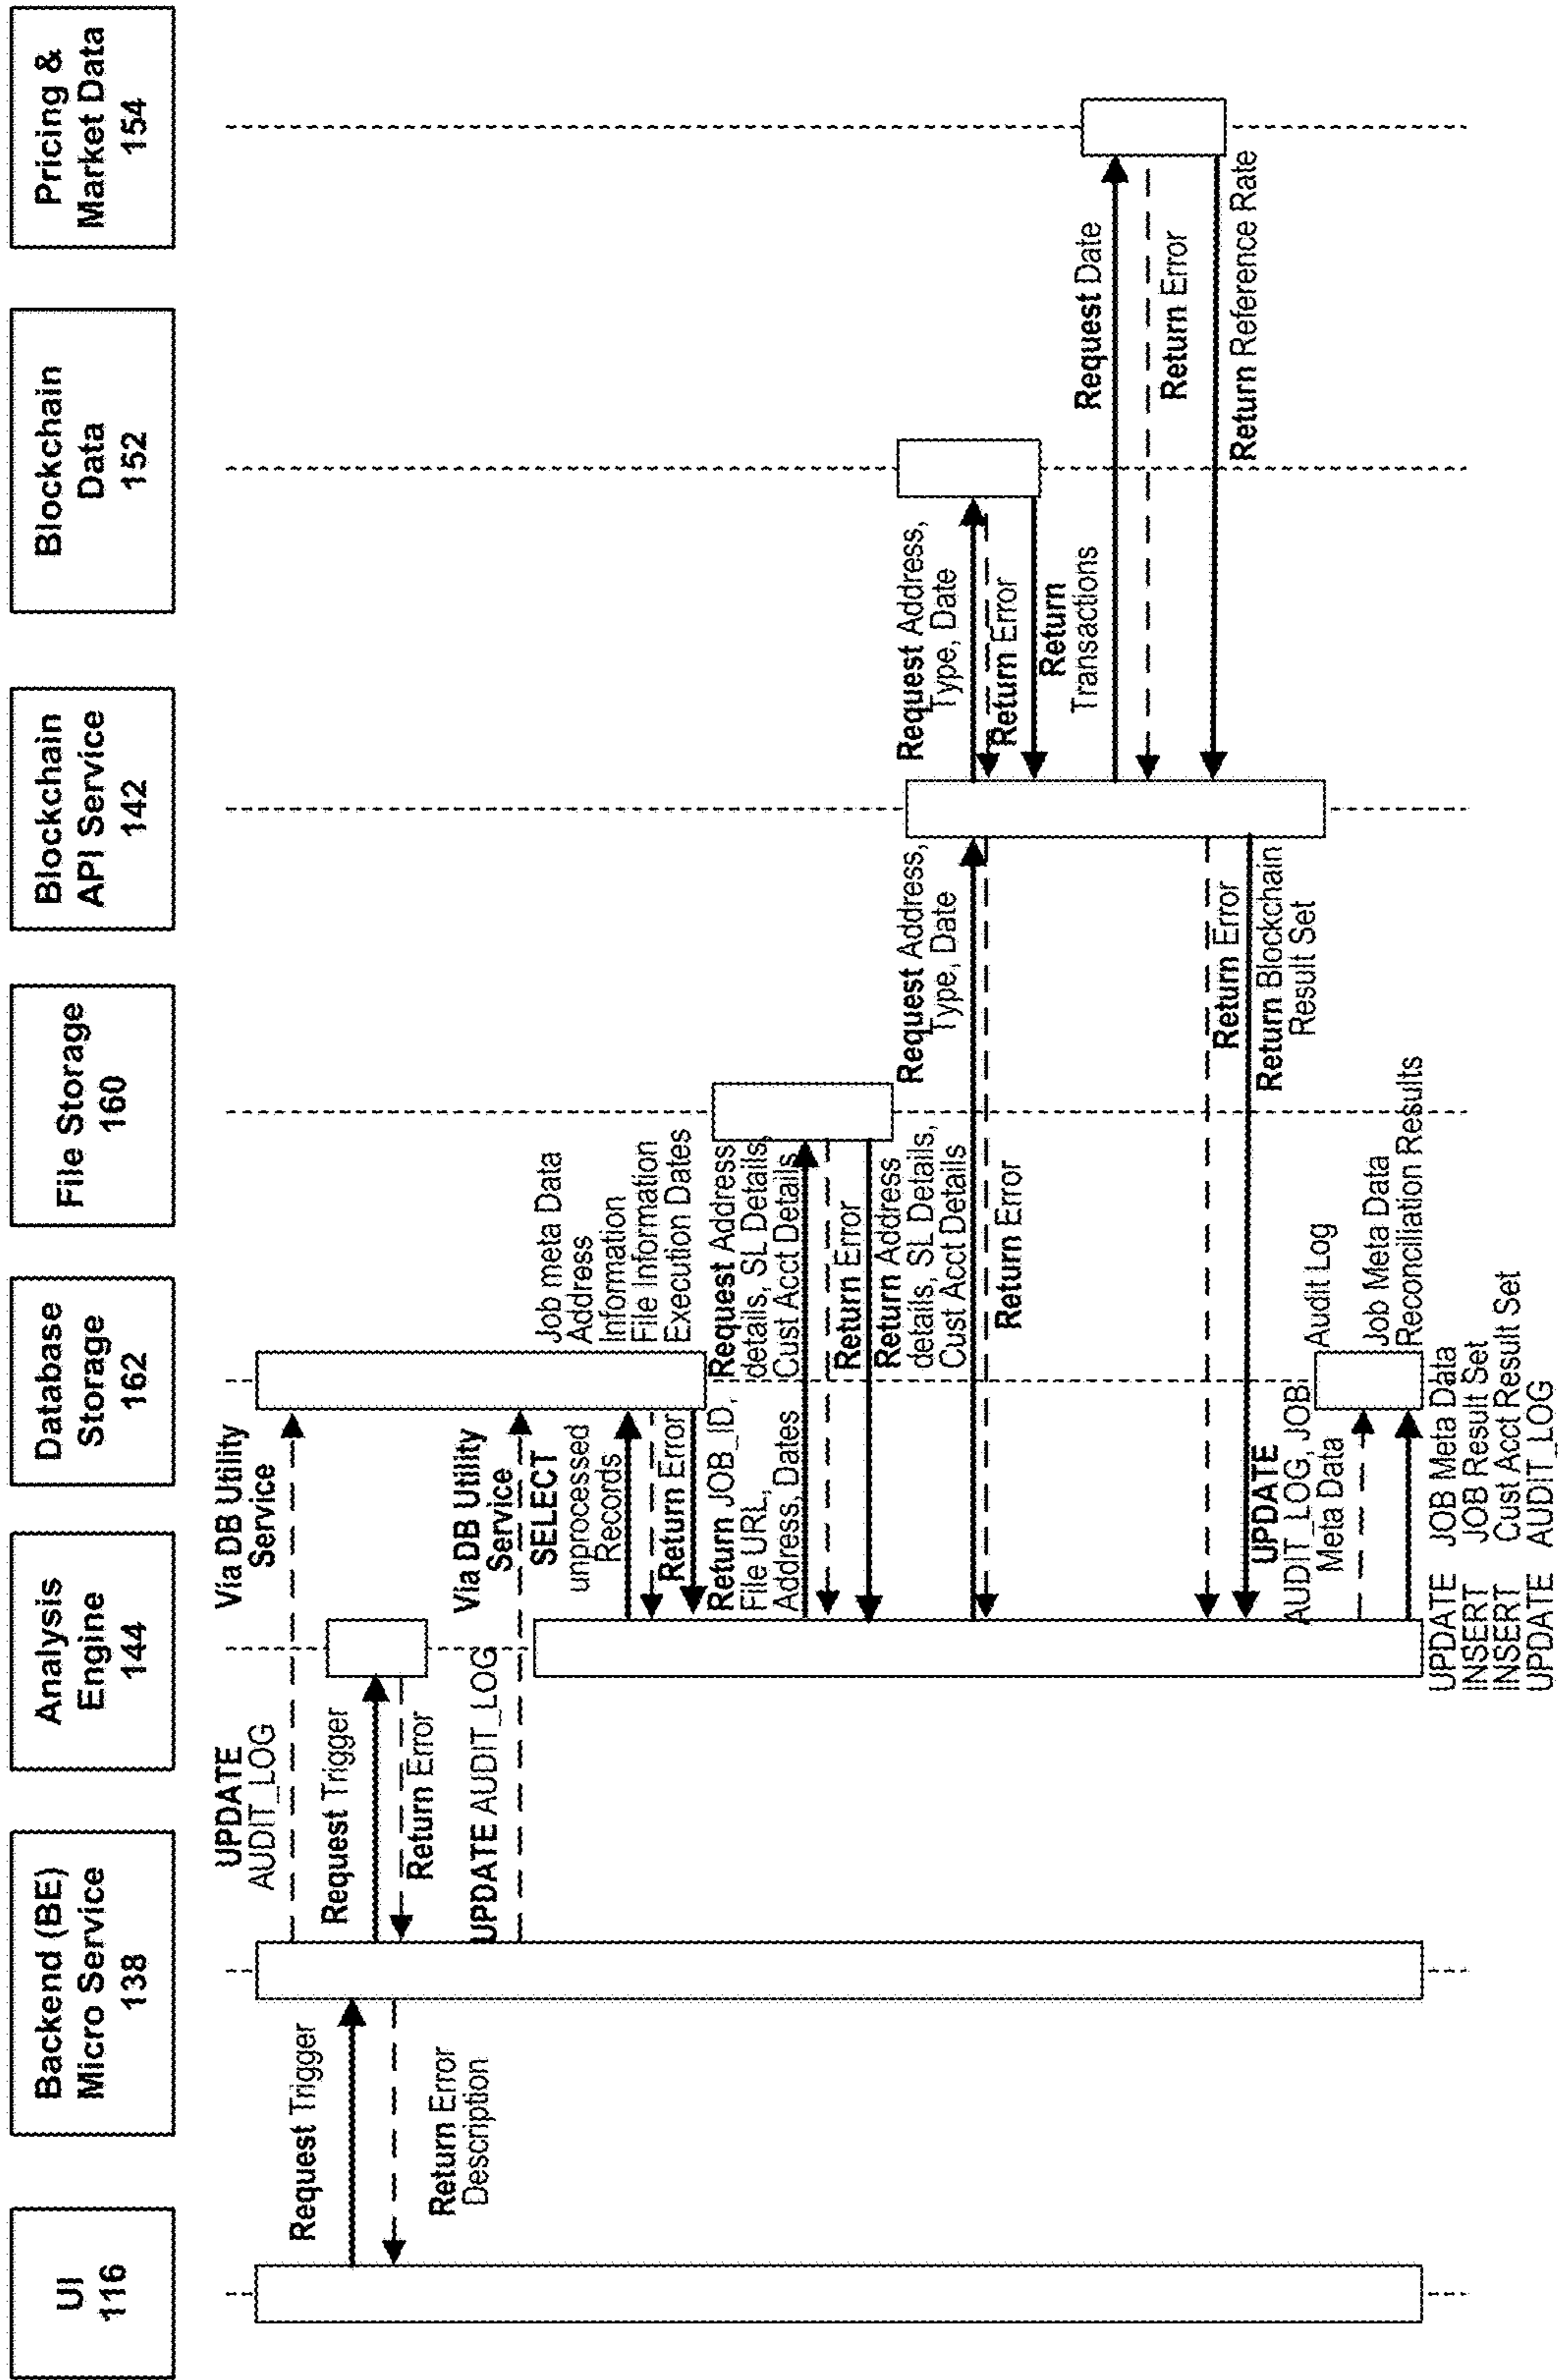 UI
116
Backend (BE)
Micro Service
138
Analysis
Engine
144
Database
Storage
162
File Storage
160
Blockchain
API Service
142
Blockchain
Data
152
Pricing &
Market Data
154
UPDATE
AUDIT_LOG
Via DB Utility
Service
Request Trigger
Return Error
Description
Request Trigger
Return Error
UPDATE AUDIT_LOG
Via DB Utility
Service
SELECT
unprocessed
Records
Return Error
Return JOB_ID,
File URL,
Address, Dates
Job meta Data
Address
Information
File Information
Execution Dates
Request Address
details, SL Details,
Cust Acct Details
Return Error
Return Address
details, SL Details,
Cust Acct Details
Request Address,
Type, Date
Return Error
Request Address,
Type, Date
Return Error
Return
Transactions
Request Date
Return Error
Return Reference Rate
Return Error
Return Blockchain
Result Set
UPDATE
AUDIT_LOG, JOB
Meta Data
Audit Log
Job Meta Data
Reconciliation Results
UPDATE JOB Meta Data
INSERT JOB Result Set
INSERT Cust Acct Result Set
UPDATE AUDIT_LOG